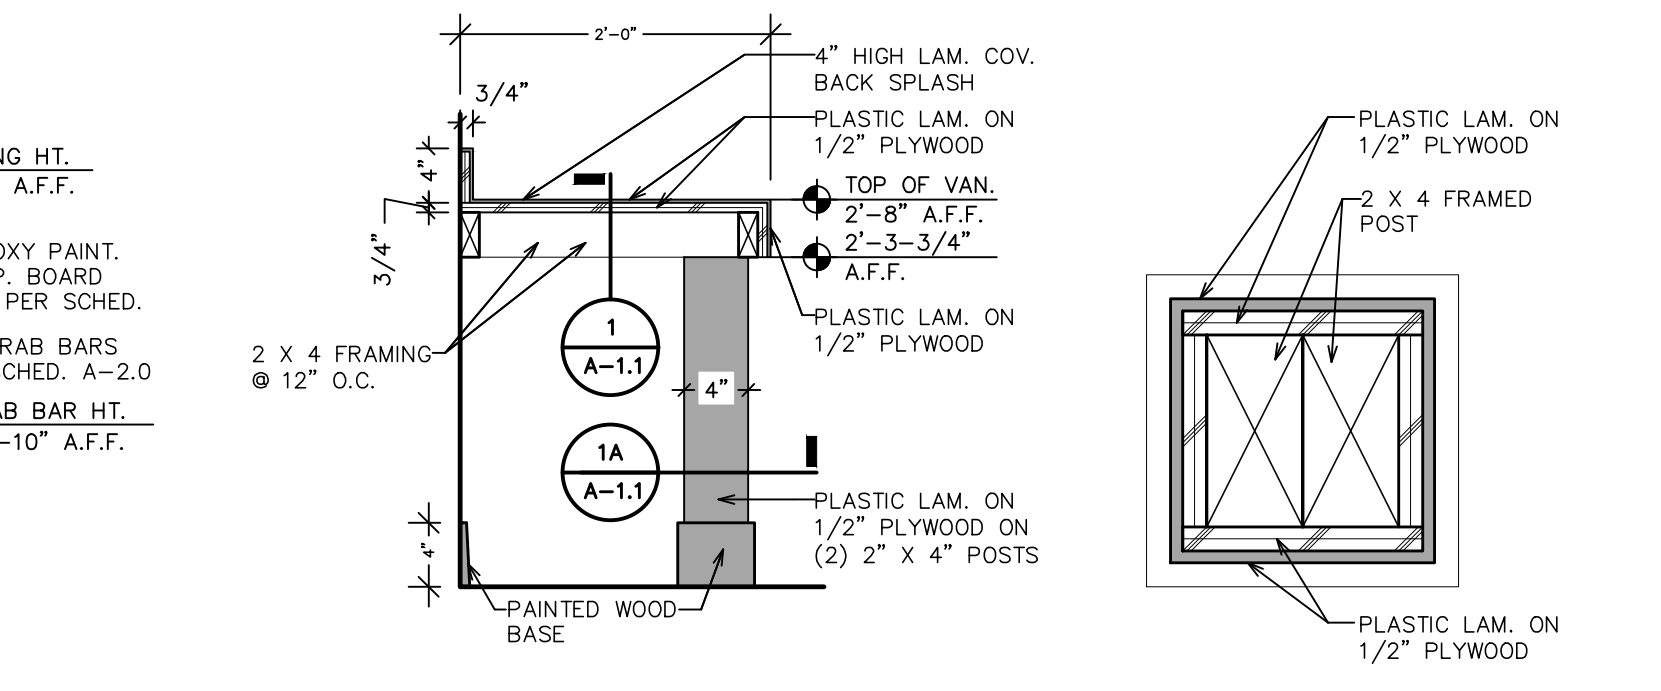 NG HT.
A.F.F.
OXY PAINT.
P. BOARD
PER SCHED.
RAB BARS
SCHED. A-2.0
AB BAR HT.
-10" A.F.F.
2'-0"
3/4"
4"
3/4"
4" HIGH LAM. COV.
BACK SPLASH
PLASTIC LAM. ON
1/2" PLYWOOD
TOP OF VAN.
2'-8" A.F.F.
2'-3-3/4"
A.F.F.
PLASTIC LAM. ON
1/2" PLYWOOD
2 X 4 FRAMING
@ 12" O.C.
1
A-1.1
4"
1A
A-1.1
4"
PLASTIC LAM. ON
1/2" PLYWOOD ON
(2) 2" X 4" POSTS
PAINTED WOOD
BASE
PLASTIC LAM. ON
1/2" PLYWOOD
2 X 4 FRAMED
POST
PLASTIC LAM. ON
1/2" PLYWOOD